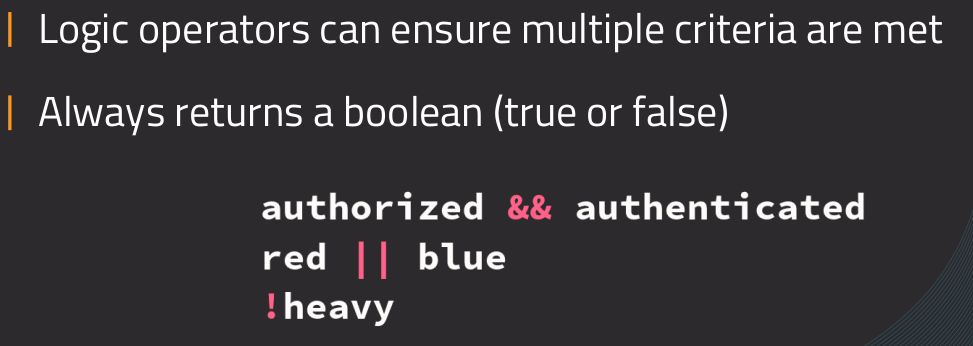 Logic operators can ensure multiple criteria are met
Always returns a boolean (true or false)
authorized && authenticated
red || blue
!heavy